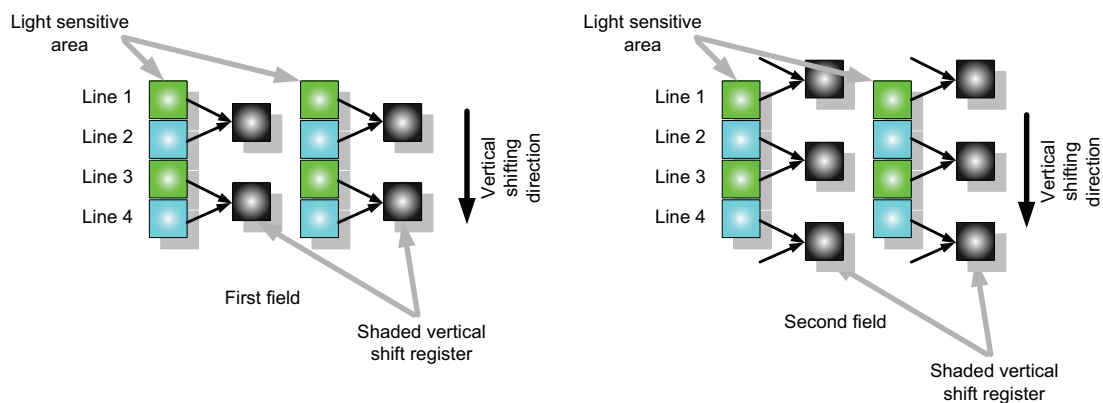 Light sensitive
area
Line 1
Line 2
Line 3
Line 4
Vertical
shifting
direction
First field
Shaded vertical
shift register
Light sensitive
area
Line 1
Line 2
Line 3
Line 4
Vertical
shifting
direction
Second field
Shaded vertical
shift register